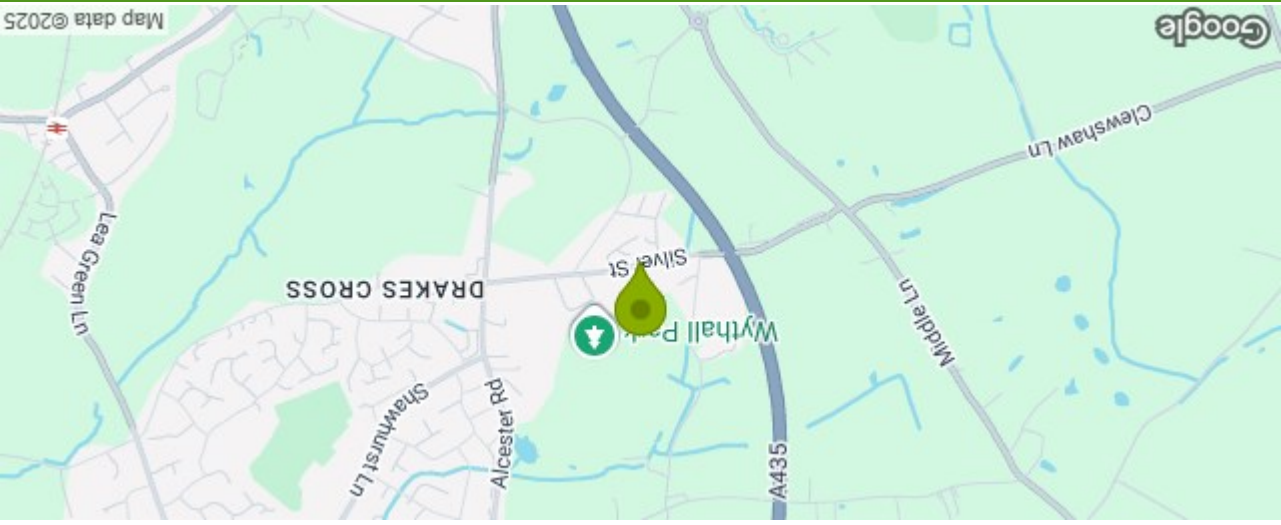 A435
Alcester Rd
Shawhurst Ln
Middle Ln
Wythall Park
DRAKES CROSS
Lea Green Ln
Silver St
Clewshaw Ln
Google
Map data ©2025